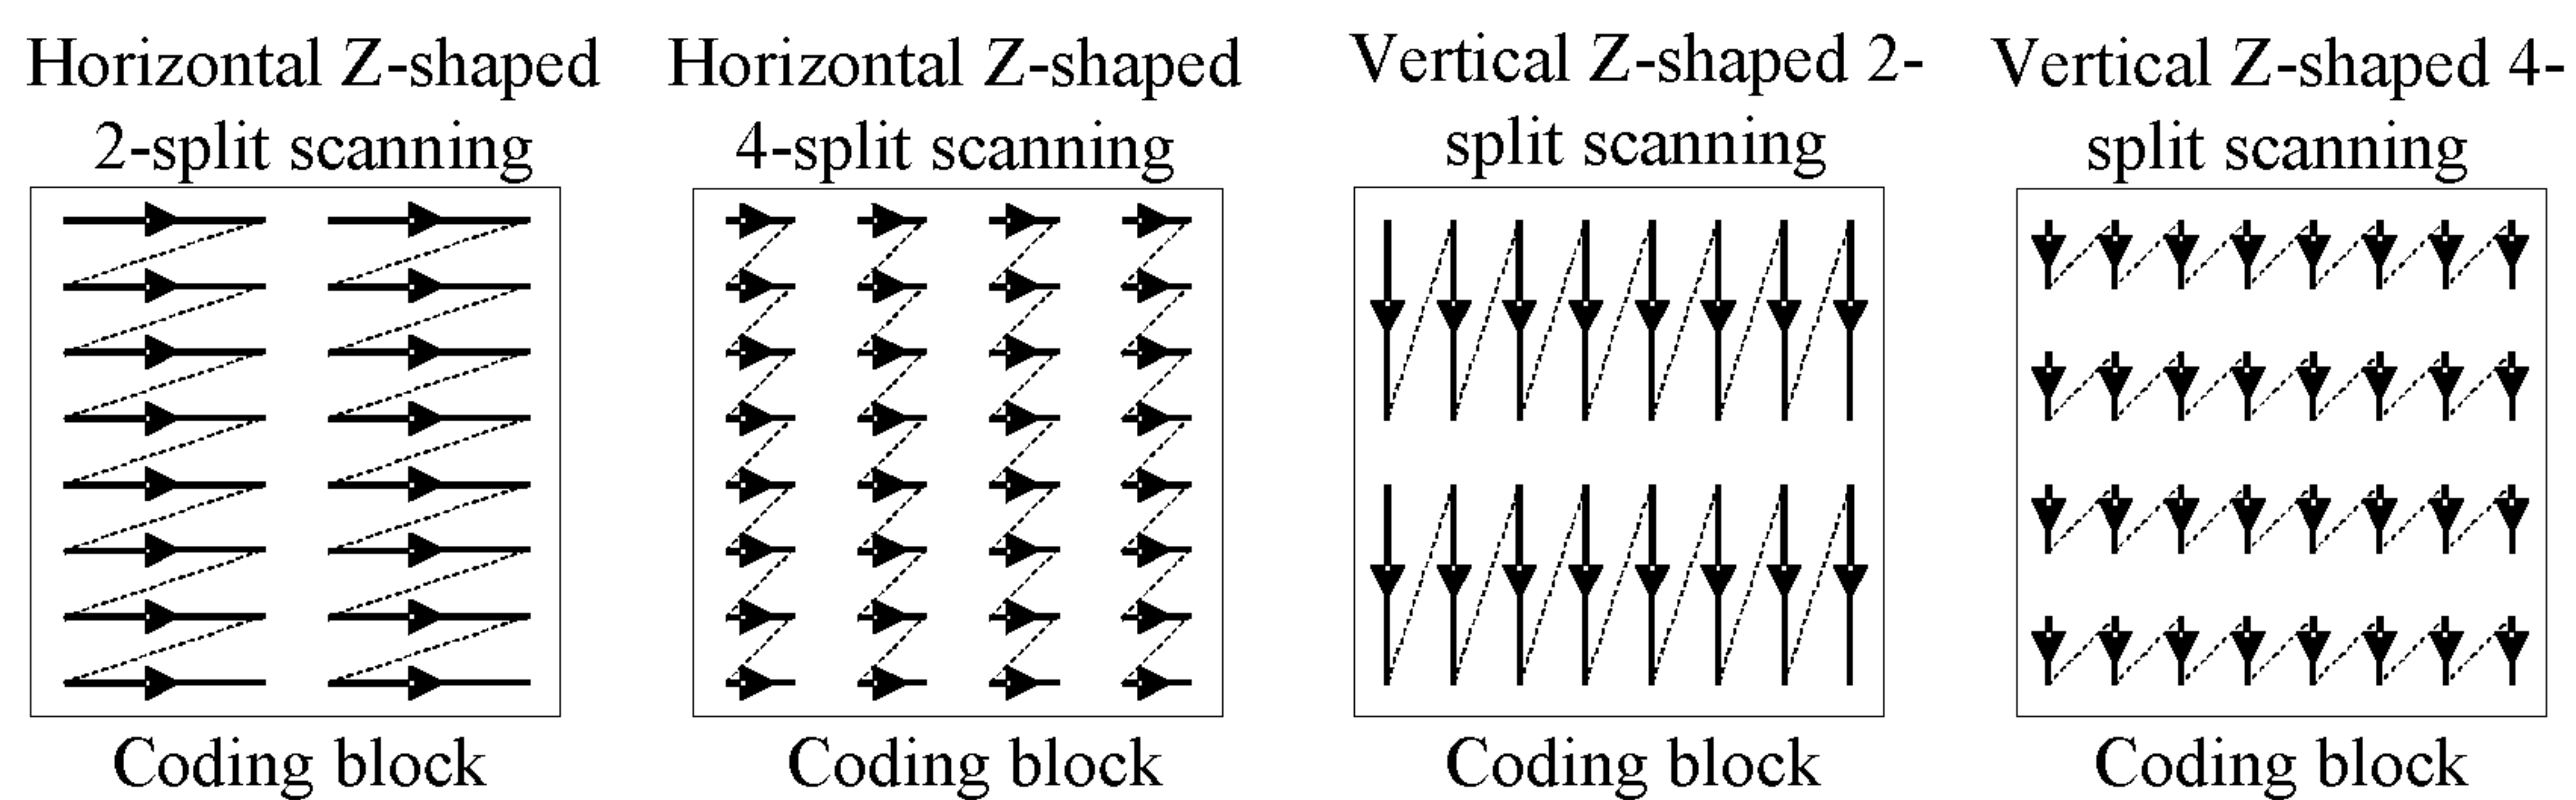 Horizontal Z-shaped
2-split scanning
Coding block
Horizontal Z-shaped
4-split scanning
Coding block
Vertical Z-shaped 2-
split scanning
Coding block
Vertical Z-shaped 4-
split scanning
Coding block